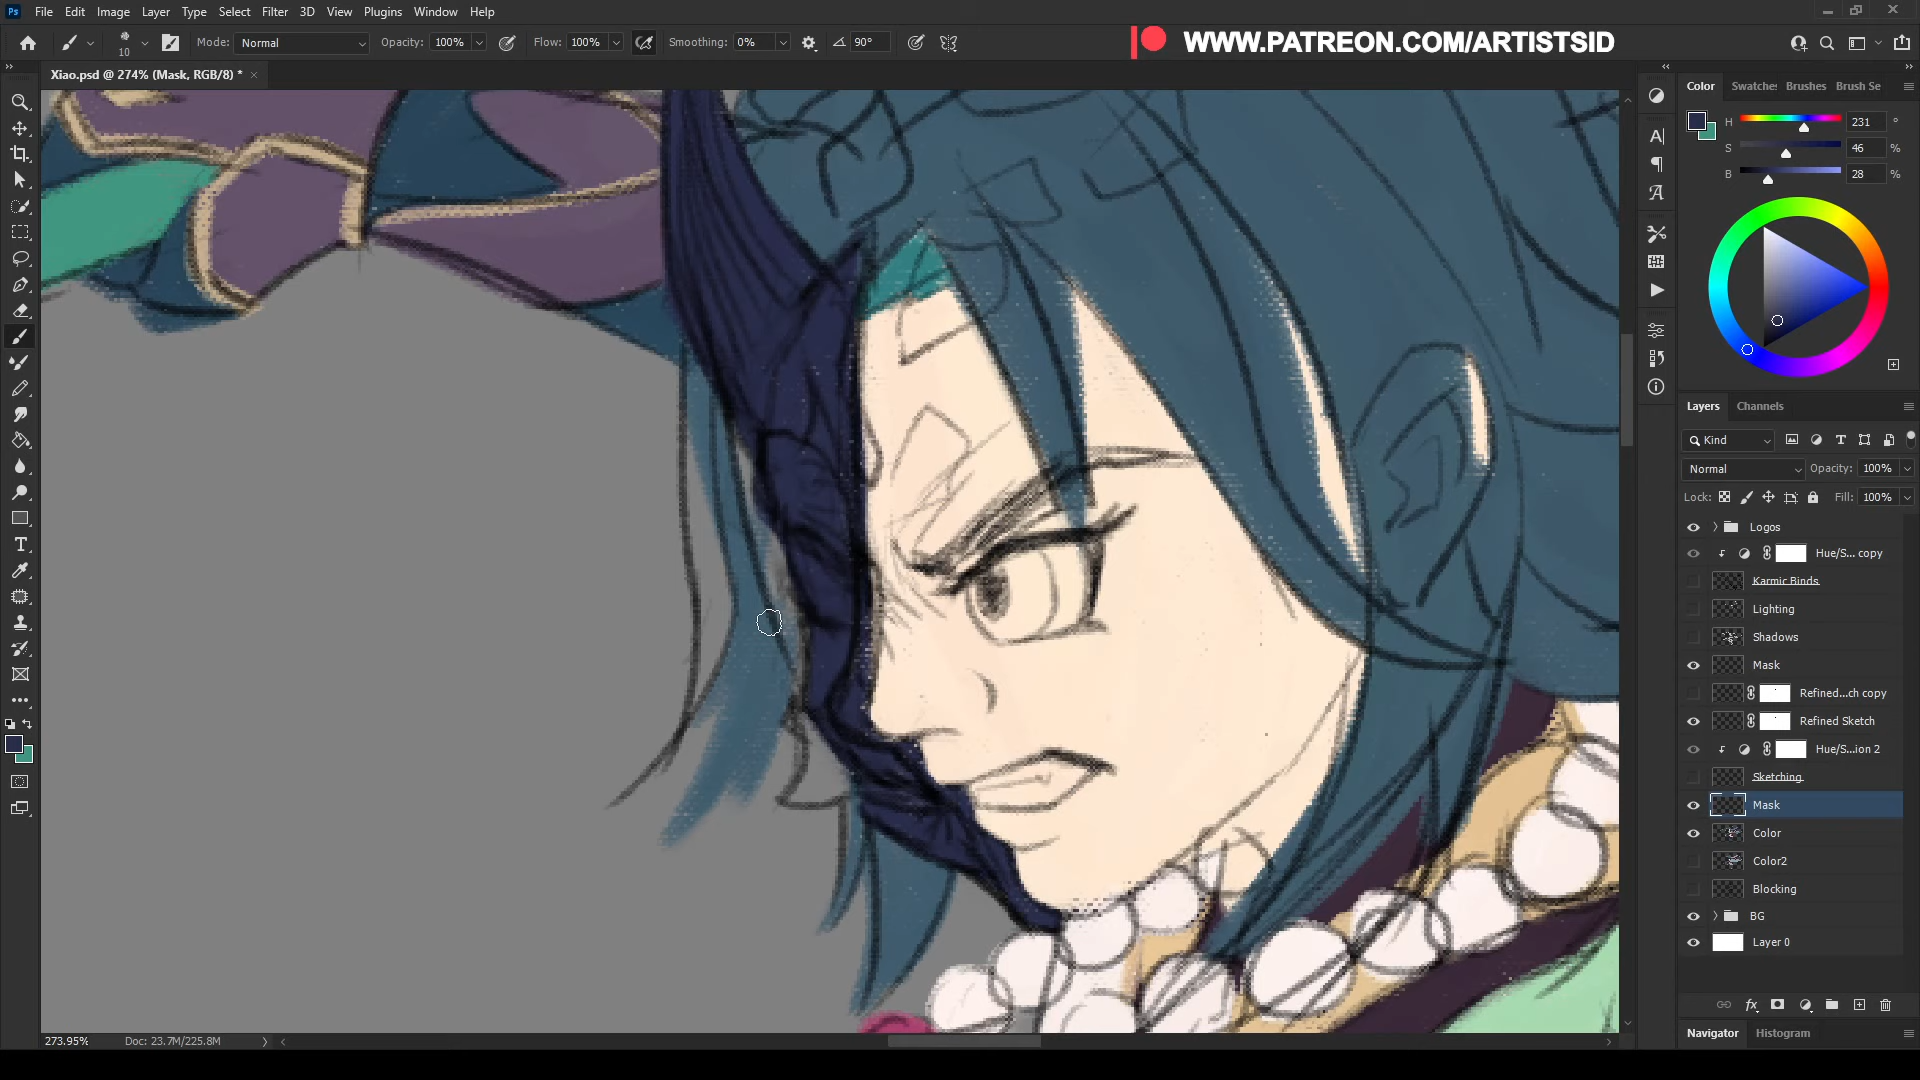 Ps File Edit Image Layer Type Select Filter 3D View Plugins Window Help
10 Mode: Normal Opacity: 100% Flow: 100% Smoothing: 0% 90°
WWW.PATREON.COM/ARTISTSID
Xiao.psd @ 274% (Mask, RGB/8) * ×
Color Swatches Brushes Brush Se
H 231 °
S 46 %
B 28 %
Layers Channels
Kind
Normal Opacity: 100%
Lock: Fill: 100%
Logos
Hue/S... copy
Karmic Binds
Lighting
Shadows
Mask
Refined...ch copy
Refined Sketch
Hue/S...ion 2
Sketching
Mask
Color
Color2
Blocking
BG
Layer 0
fx
Navigator Histogram
273.95% Doc: 23.7M/225.8M